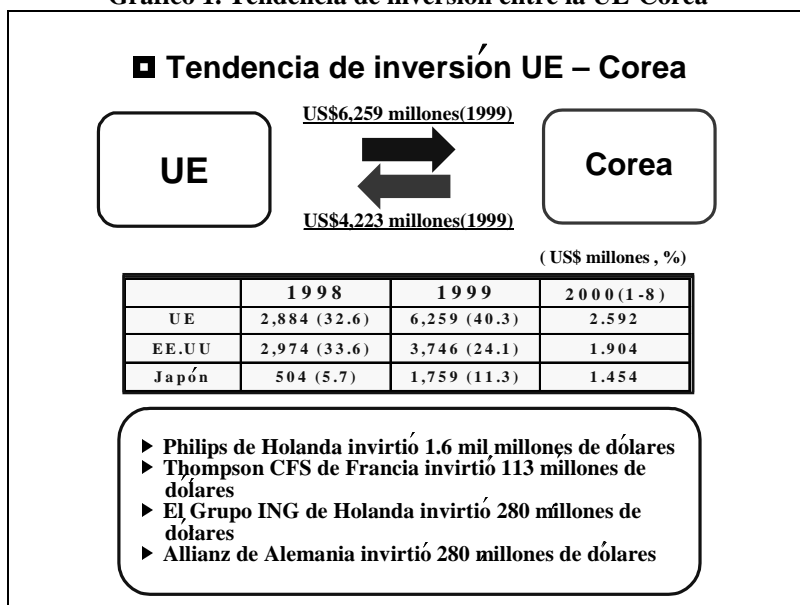 Gráfico 1. Tendencia de inversión entre la UE-Corea
Tendencia de inversión UE – Corea
US$6,259 millones(1999)
UE
Corea
US$4,223 millones(1999)
( US$ millones , %)
1998 1999 2000(1-8)
UE 2,884 (32.6) 6,259 (40.3) 2.592
EE.UU 2,974 (33.6) 3,746 (24.1) 1.904
Japón 504 (5.7) 1,759 (11.3) 1.454
Philips de Holanda invirtió 1.6 mil millones de dólares
Thompson CFS de Francia invirtió 113 millones de
dólares
El Grupo ING de Holanda invirtió 280 millones de
dólares
Allianz de Alemania invirtió 280 millones de dólares